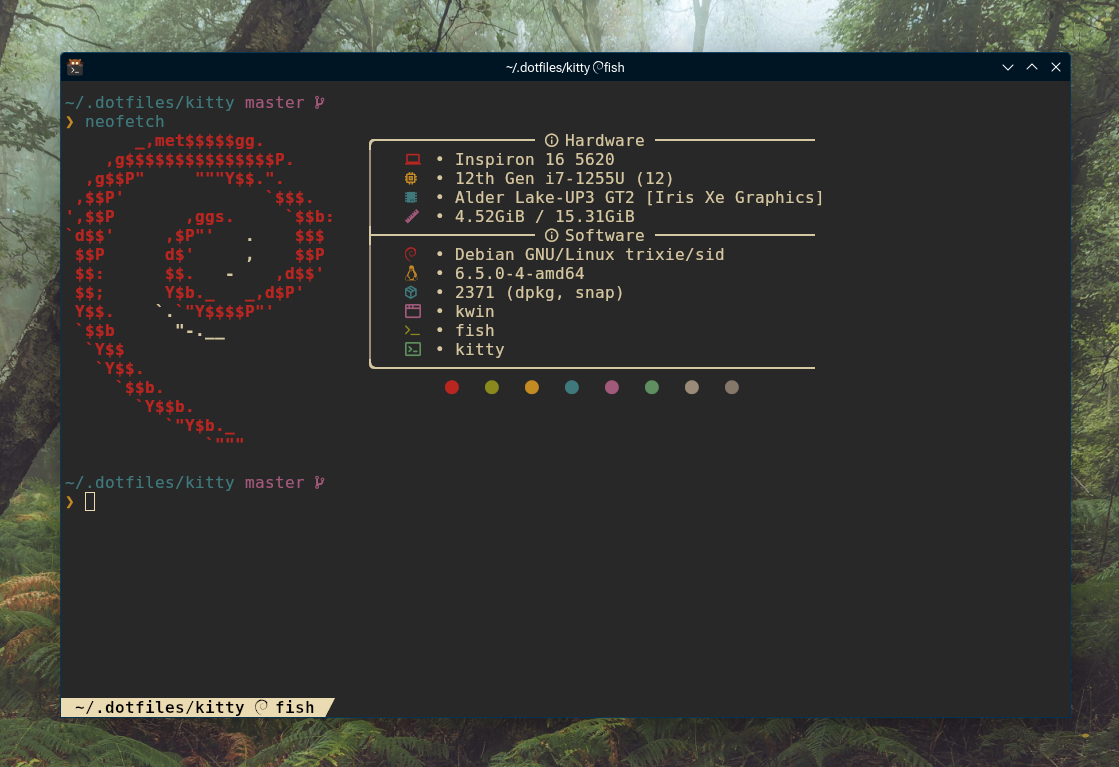 ~/.dotfiles/kitty fish
~/.dotfiles/kitty master
❯ neofetch
_,met$$$$$gg.
,g$$$$$$$$$$$$$$$P.
,g$$P" """Y$$.".
,$$P' `$$$.
',$$P ,ggs. `$$b:
`d$$' ,$P"' . $$$
$$P d$' , $$P
$$: $$. - ,d$$'
$$; Y$b._ _,d$P'
Y$$. `.`"Y$$$$P"'
`$$b "-.__
`Y$$
`Y$$.
`$$b.
`Y$$b.
`"Y$b._
`"""
Hardware
• Inspiron 16 5620
• 12th Gen i7-1255U (12)
• Alder Lake-UP3 GT2 [Iris Xe Graphics]
• 4.52GiB / 15.31GiB
Software
• Debian GNU/Linux trixie/sid
• 6.5.0-4-amd64
• 2371 (dpkg, snap)
• kwin
• fish
• kitty
~/.dotfiles/kitty master
❯
~/.dotfiles/kitty fish